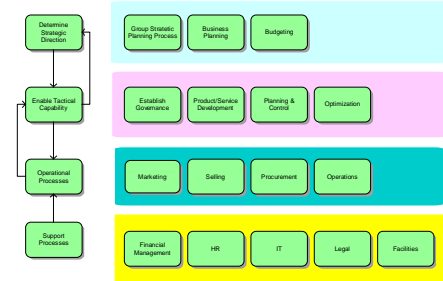 Determine
Strategic
Direction
Group Stratetic
Planning Process
Business
Planning
Budgeting
Enable Tactical
Capability
Establish
Governance
Product/Service
Development
Planning &
Control
Optimization
Operational
Processes
Marketing
Selling
Procurement
Operations
Support
Processes
Financial
Management
HR
IT
Legal
Facilities